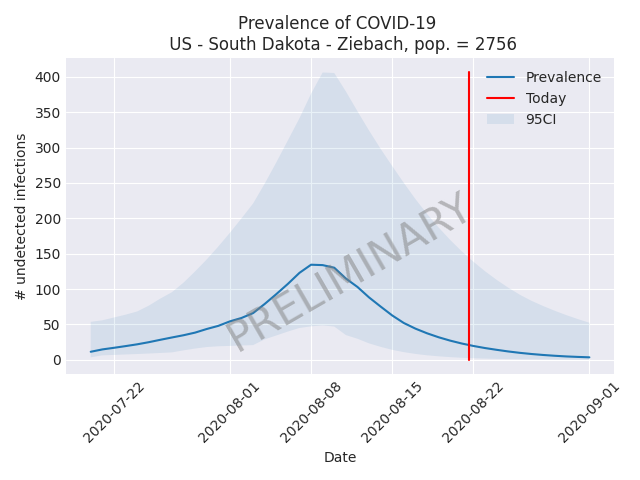 Prevalence of COVID-19
US - South Dakota - Ziebach, pop. = 2756
# undetected infections
400
350
300
250
200
150
100
50
0
Prevalence
Today
95CI
PRELIMINARY
2020-07-22
2020-08-01
2020-08-08
2020-08-15
2020-08-22
2020-09-01
Date